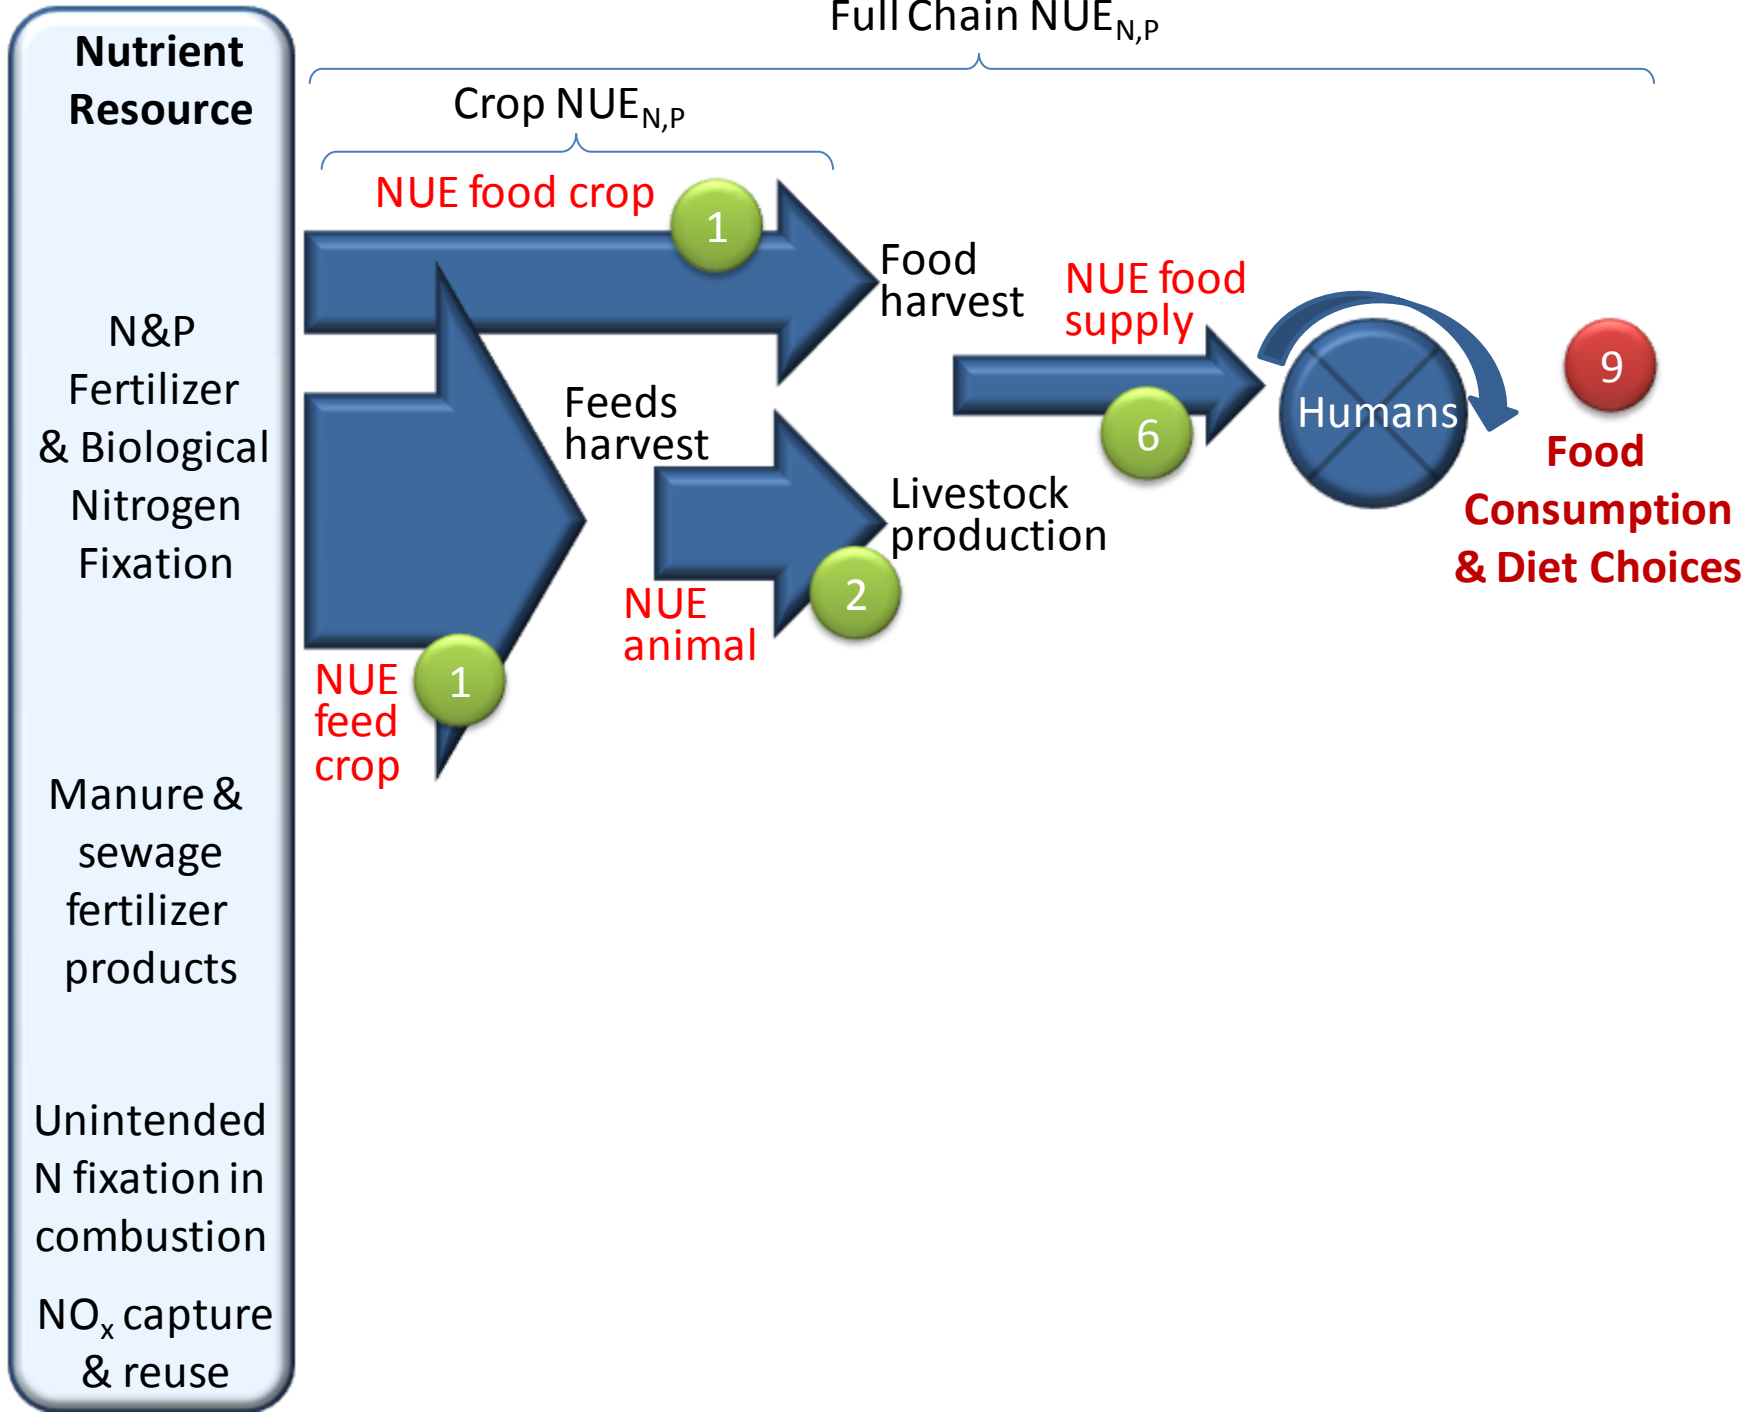 Full Chain NUE N,P
Nutrient
Resource
Crop NUE N,P
NUE food crop
1
Food
harvest
NUE food
supply
N&P
Fertilizer
& Biological
Nitrogen
Fixation
Feeds
harvest
6
Humans
9
Food
Consumption
& Diet Choices
Livestock
production
2
NUE
animal
1
NUE
feed
crop
Manure &
sewage
fertilizer
products
Unintended
N fixation in
combustion
NOx capture
& reuse